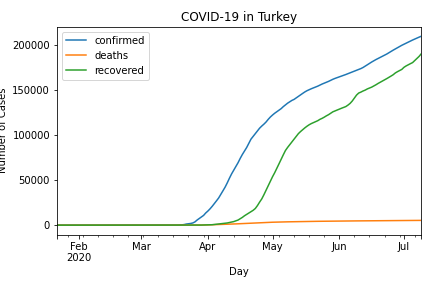 COVID-19 in Turkey
confirmed
deaths
recovered
200000
150000
100000
50000
0
Number of Cases
Feb Mar Apr May Jun Jul
2020
Day